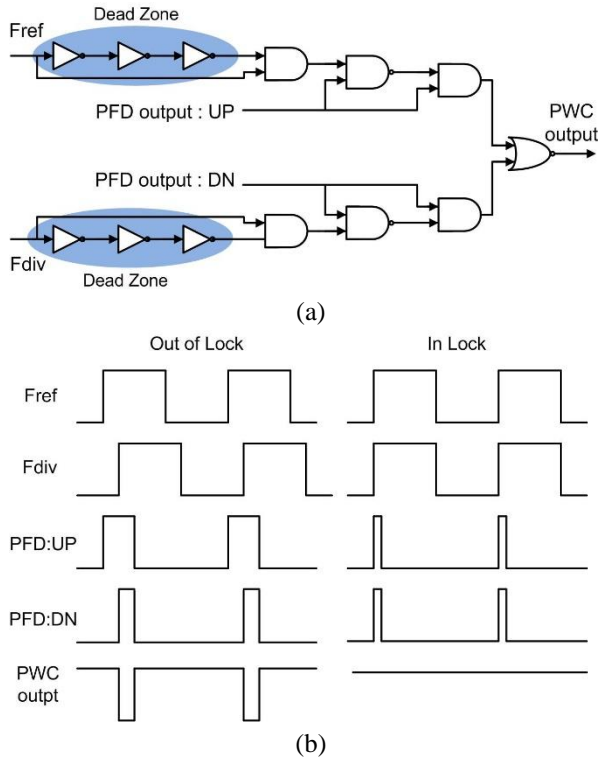 Dead Zone
Fref
PFD output : UP
PWC
output
PFD output : DN
Fdiv
Dead Zone
(a)
Out of Lock
In Lock
Fref
Fdiv
PFD:UP
PFD:DN
PWC
outpt
(b)